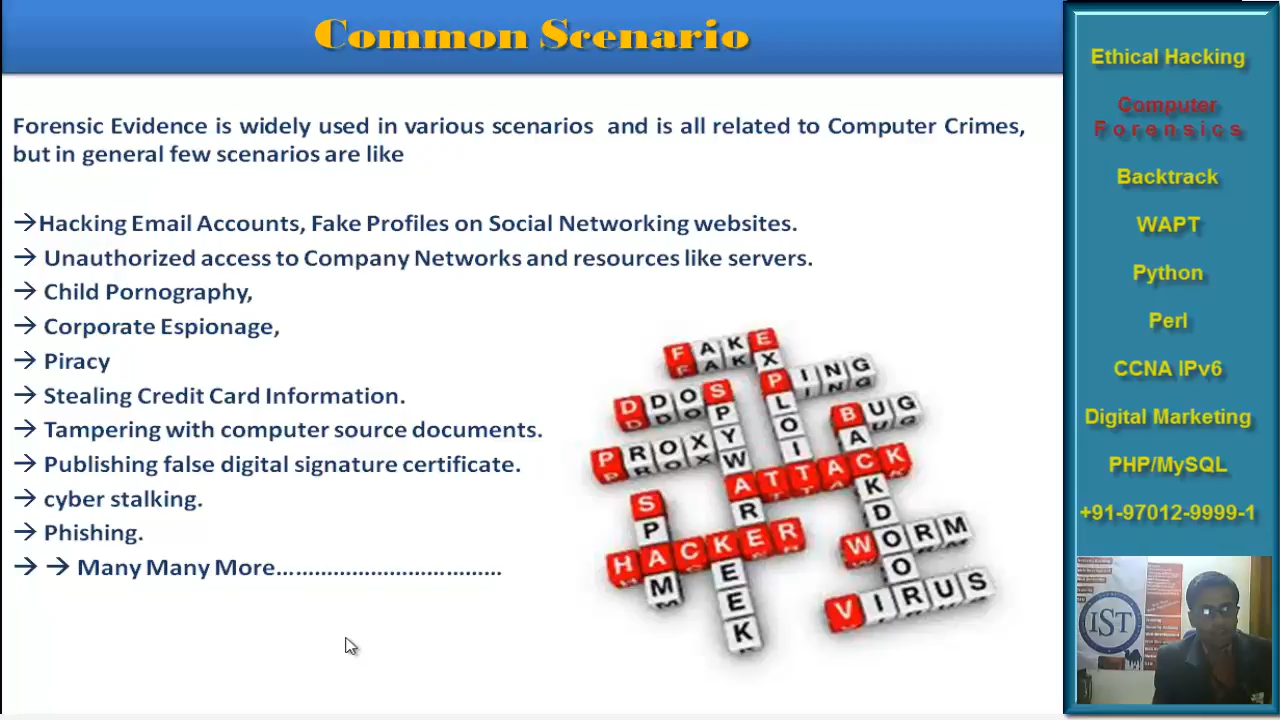 Common Scenario
Forensic Evidence is widely used in various scenarios and is all related to Computer Crimes,
but in general few scenarios are like
→Hacking Email Accounts, Fake Profiles on Social Networking websites.
→ Unauthorized access to Company Networks and resources like servers.
→ Child Pornography,
→ Corporate Espionage,
→ Piracy
→ Stealing Credit Card Information.
→ Tampering with computer source documents.
→ Publishing false digital signature certificate.
→ cyber stalking.
→ Phishing.
→ → Many Many More……………………………
FAKE
EXPLOIT
PING
DDOS
SPYWARE
BUG
BACKDOOR
PROXY
ATTACK
SPAM
HACKER
GEEK
WORM
VIRUS
Ethical Hacking
Computer
Forensics
Backtrack
WAPT
Python
Perl
CCNA IPv6
Digital Marketing
PHP/MySQL
+91-97012-9999-1
IST